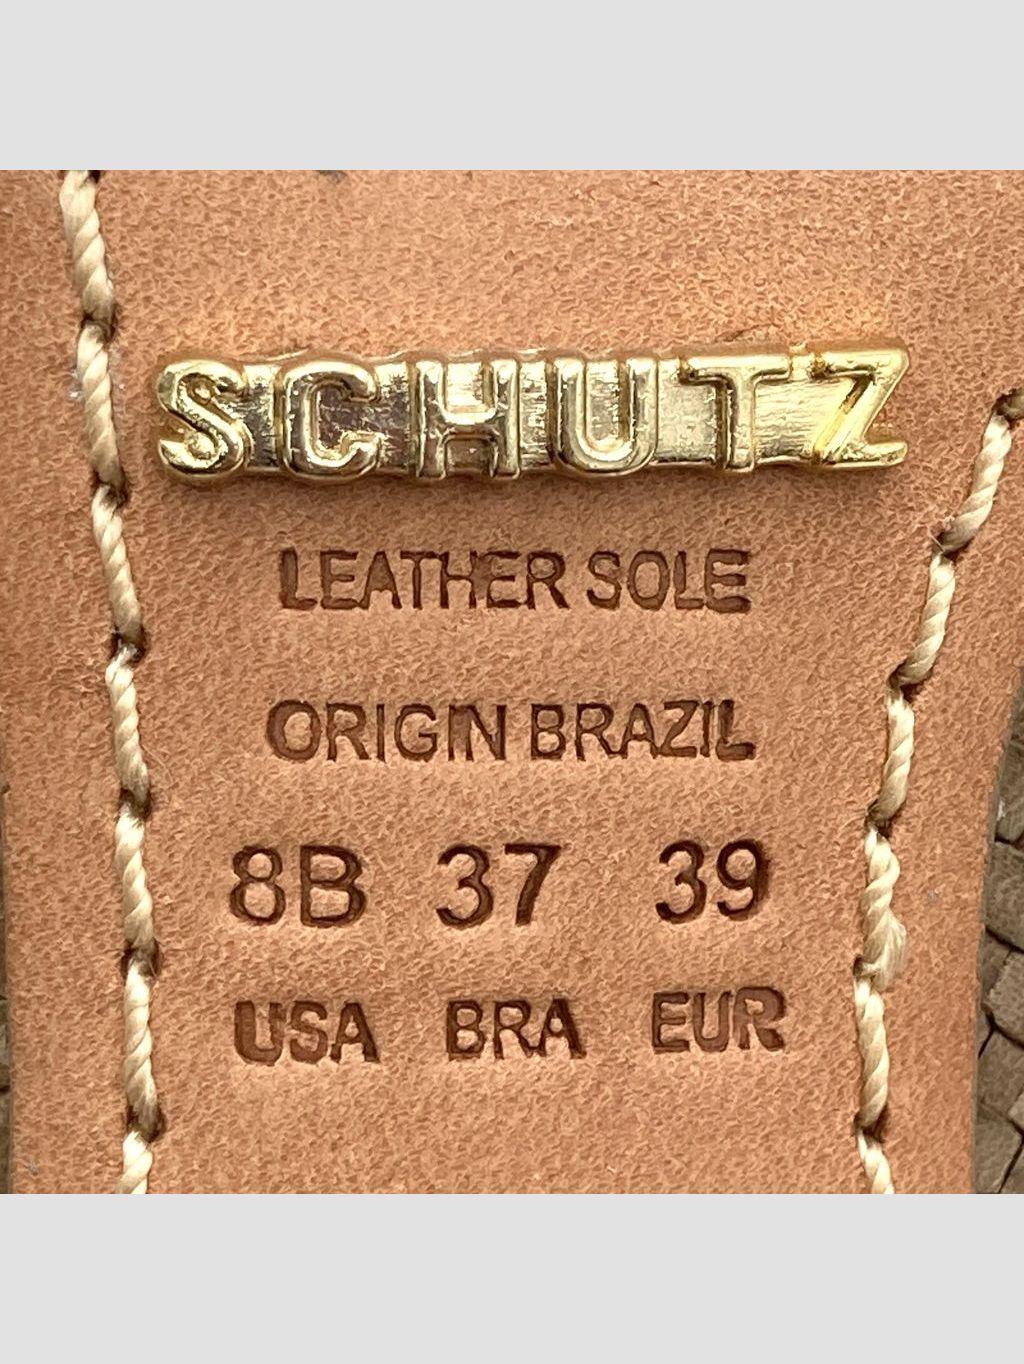 SCHUTZ
LEATHER SOLE
ORIGIN BRAZIL
8B 37 39
USA BRA EUR